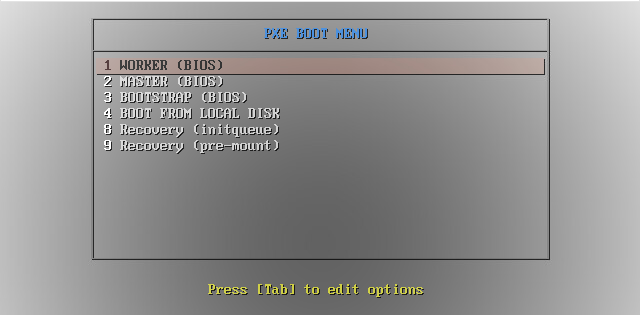 PXE BOOT MENU
1 WORKER (BIOS)
2 MASTER (BIOS)
3 BOOTSTRAP (BIOS)
4 BOOT FROM LOCAL DISK
8 Recovery (initqueue)
9 Recovery (pre-mount)
Press [Tab] to edit options